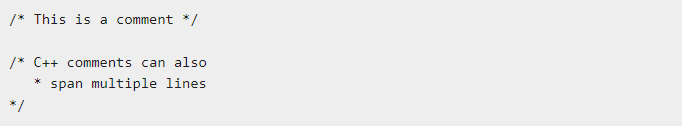 /* This is a comment */
/* C++ comments can also
* span multiple lines
*/